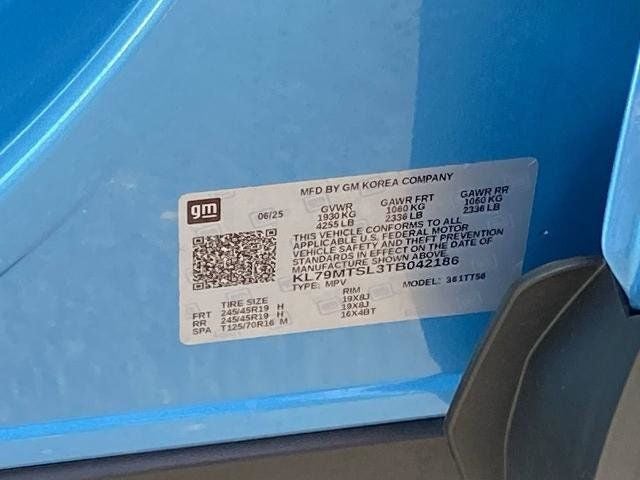 MFD BY GM KOREA COMPANY
gm 06/25 GVWR GAWR FRT GAWR RR
1930 KG 1060 KG 1060 KG
4255 LB 2336 LB 2336 LB
THIS VEHICLE CONFORMS TO ALL
APPLICABLE U.S. FEDERAL MOTOR
VEHICLE SAFETY AND THEFT PREVENTION
STANDARDS IN EFFECT ON THE DATE OF
MANUFACTURE SHOWN ABOVE.
KL79MTSL3TB042186
TYPE: MPV MODEL: 361TT56
TIRE SIZE RIM
FRT 245/45R19 H 19X8J
RR 245/45R19 H 19X8J
SPA T125/70R16 M 16X4BT